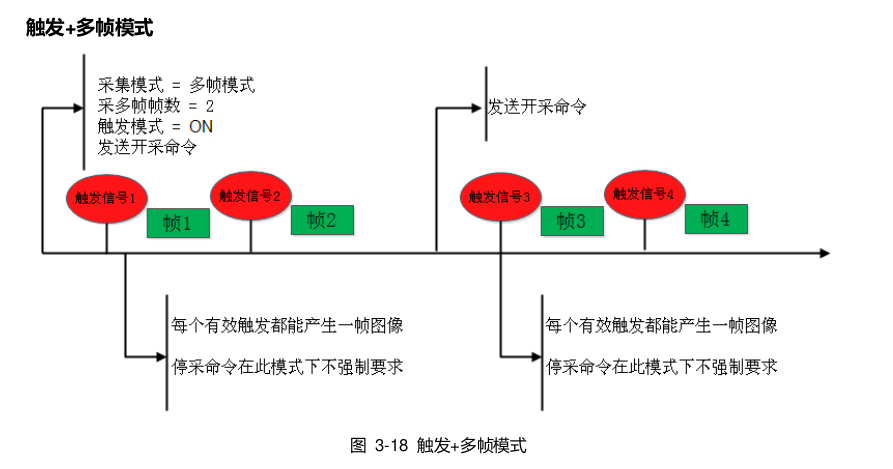 触发+多帧模式
采集模式 = 多帧模式
采多帧帧数 = 2
触发模式 = ON
发送开采命令
发送开采命令
触发信号1
帧1
触发信号2
帧2
触发信号3
帧3
触发信号4
帧4
每个有效触发都能产生一帧图像
停采命令在此模式下不强制要求
每个有效触发都能产生一帧图像
停采命令在此模式下不强制要求
图 3-18 触发+多帧模式